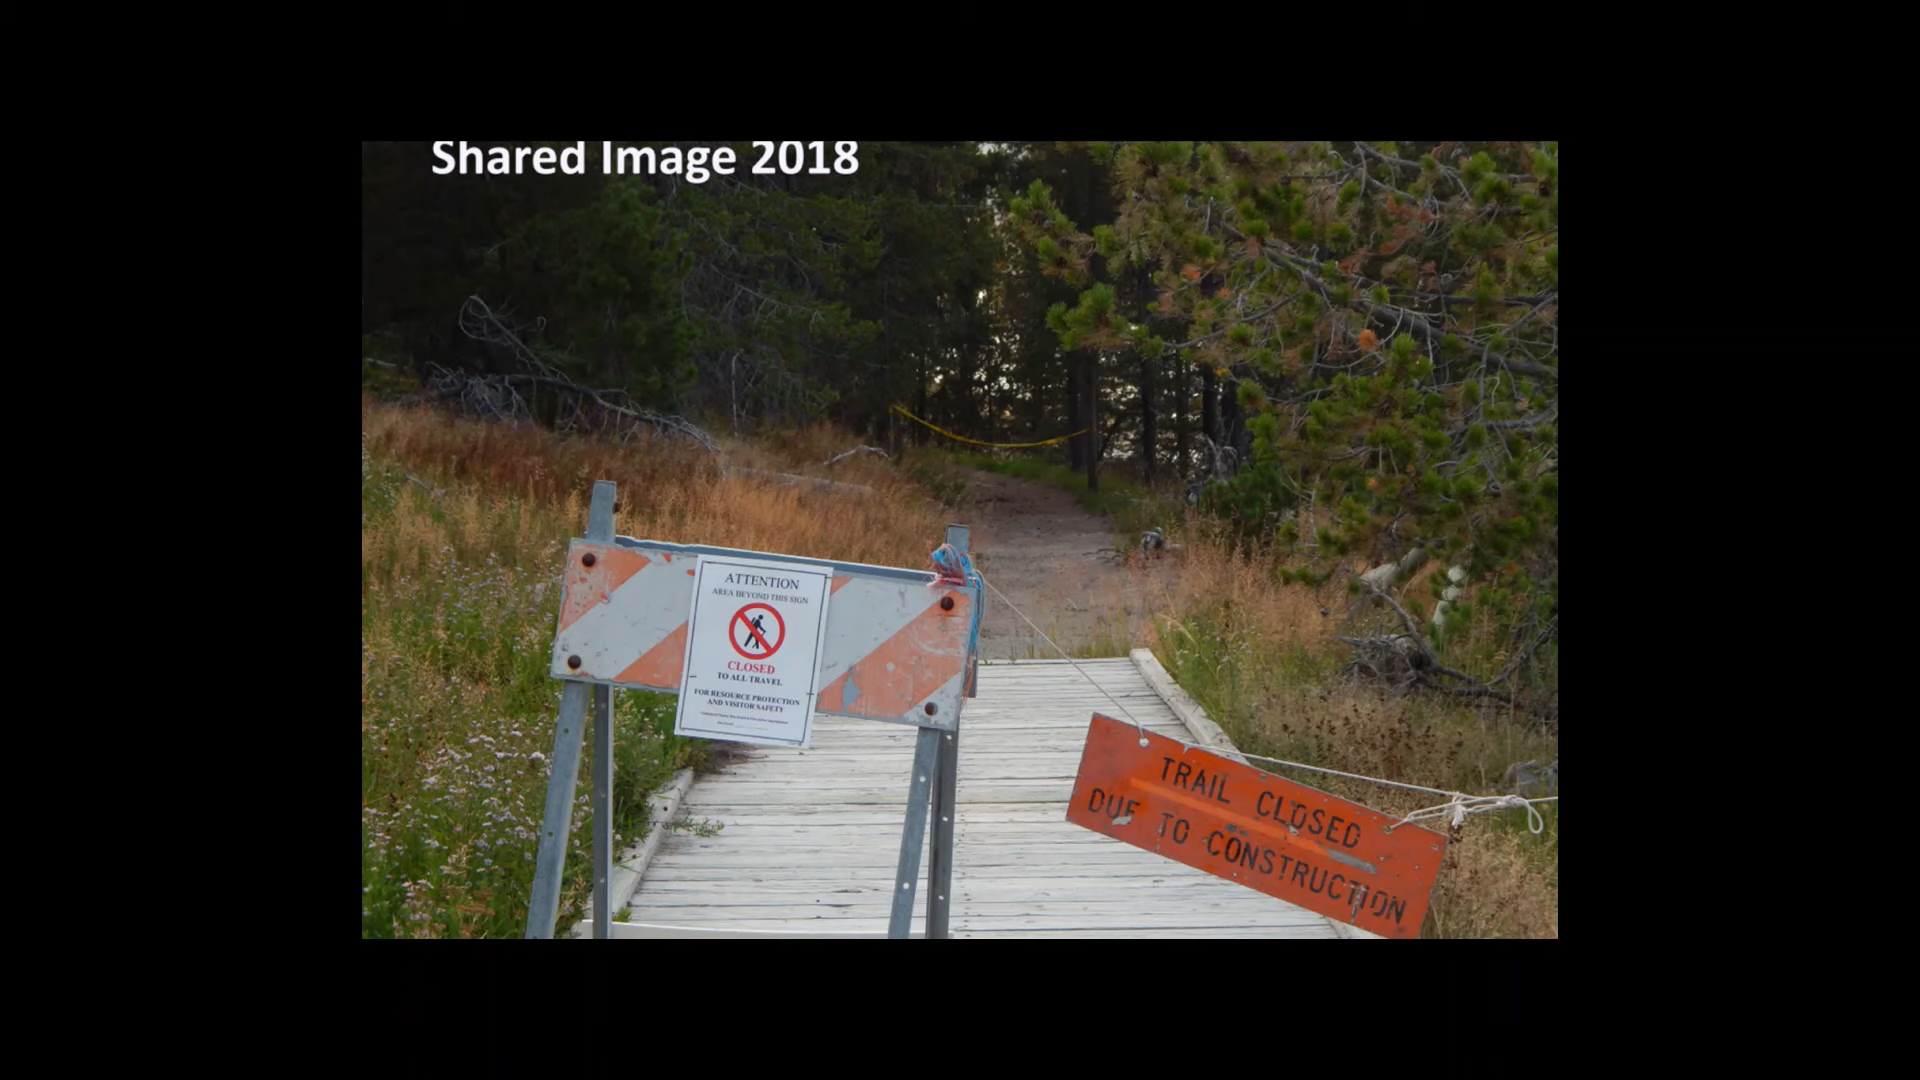 Shared Image 2018
ATTENTION
AREA BEYOND THIS SIGN
CLOSED
TO ALL TRAVEL
FOR RESOURCE PROTECTION
AND VISITOR SAFETY
TRAIL CLOSED
DUE TO CONSTRUCTION